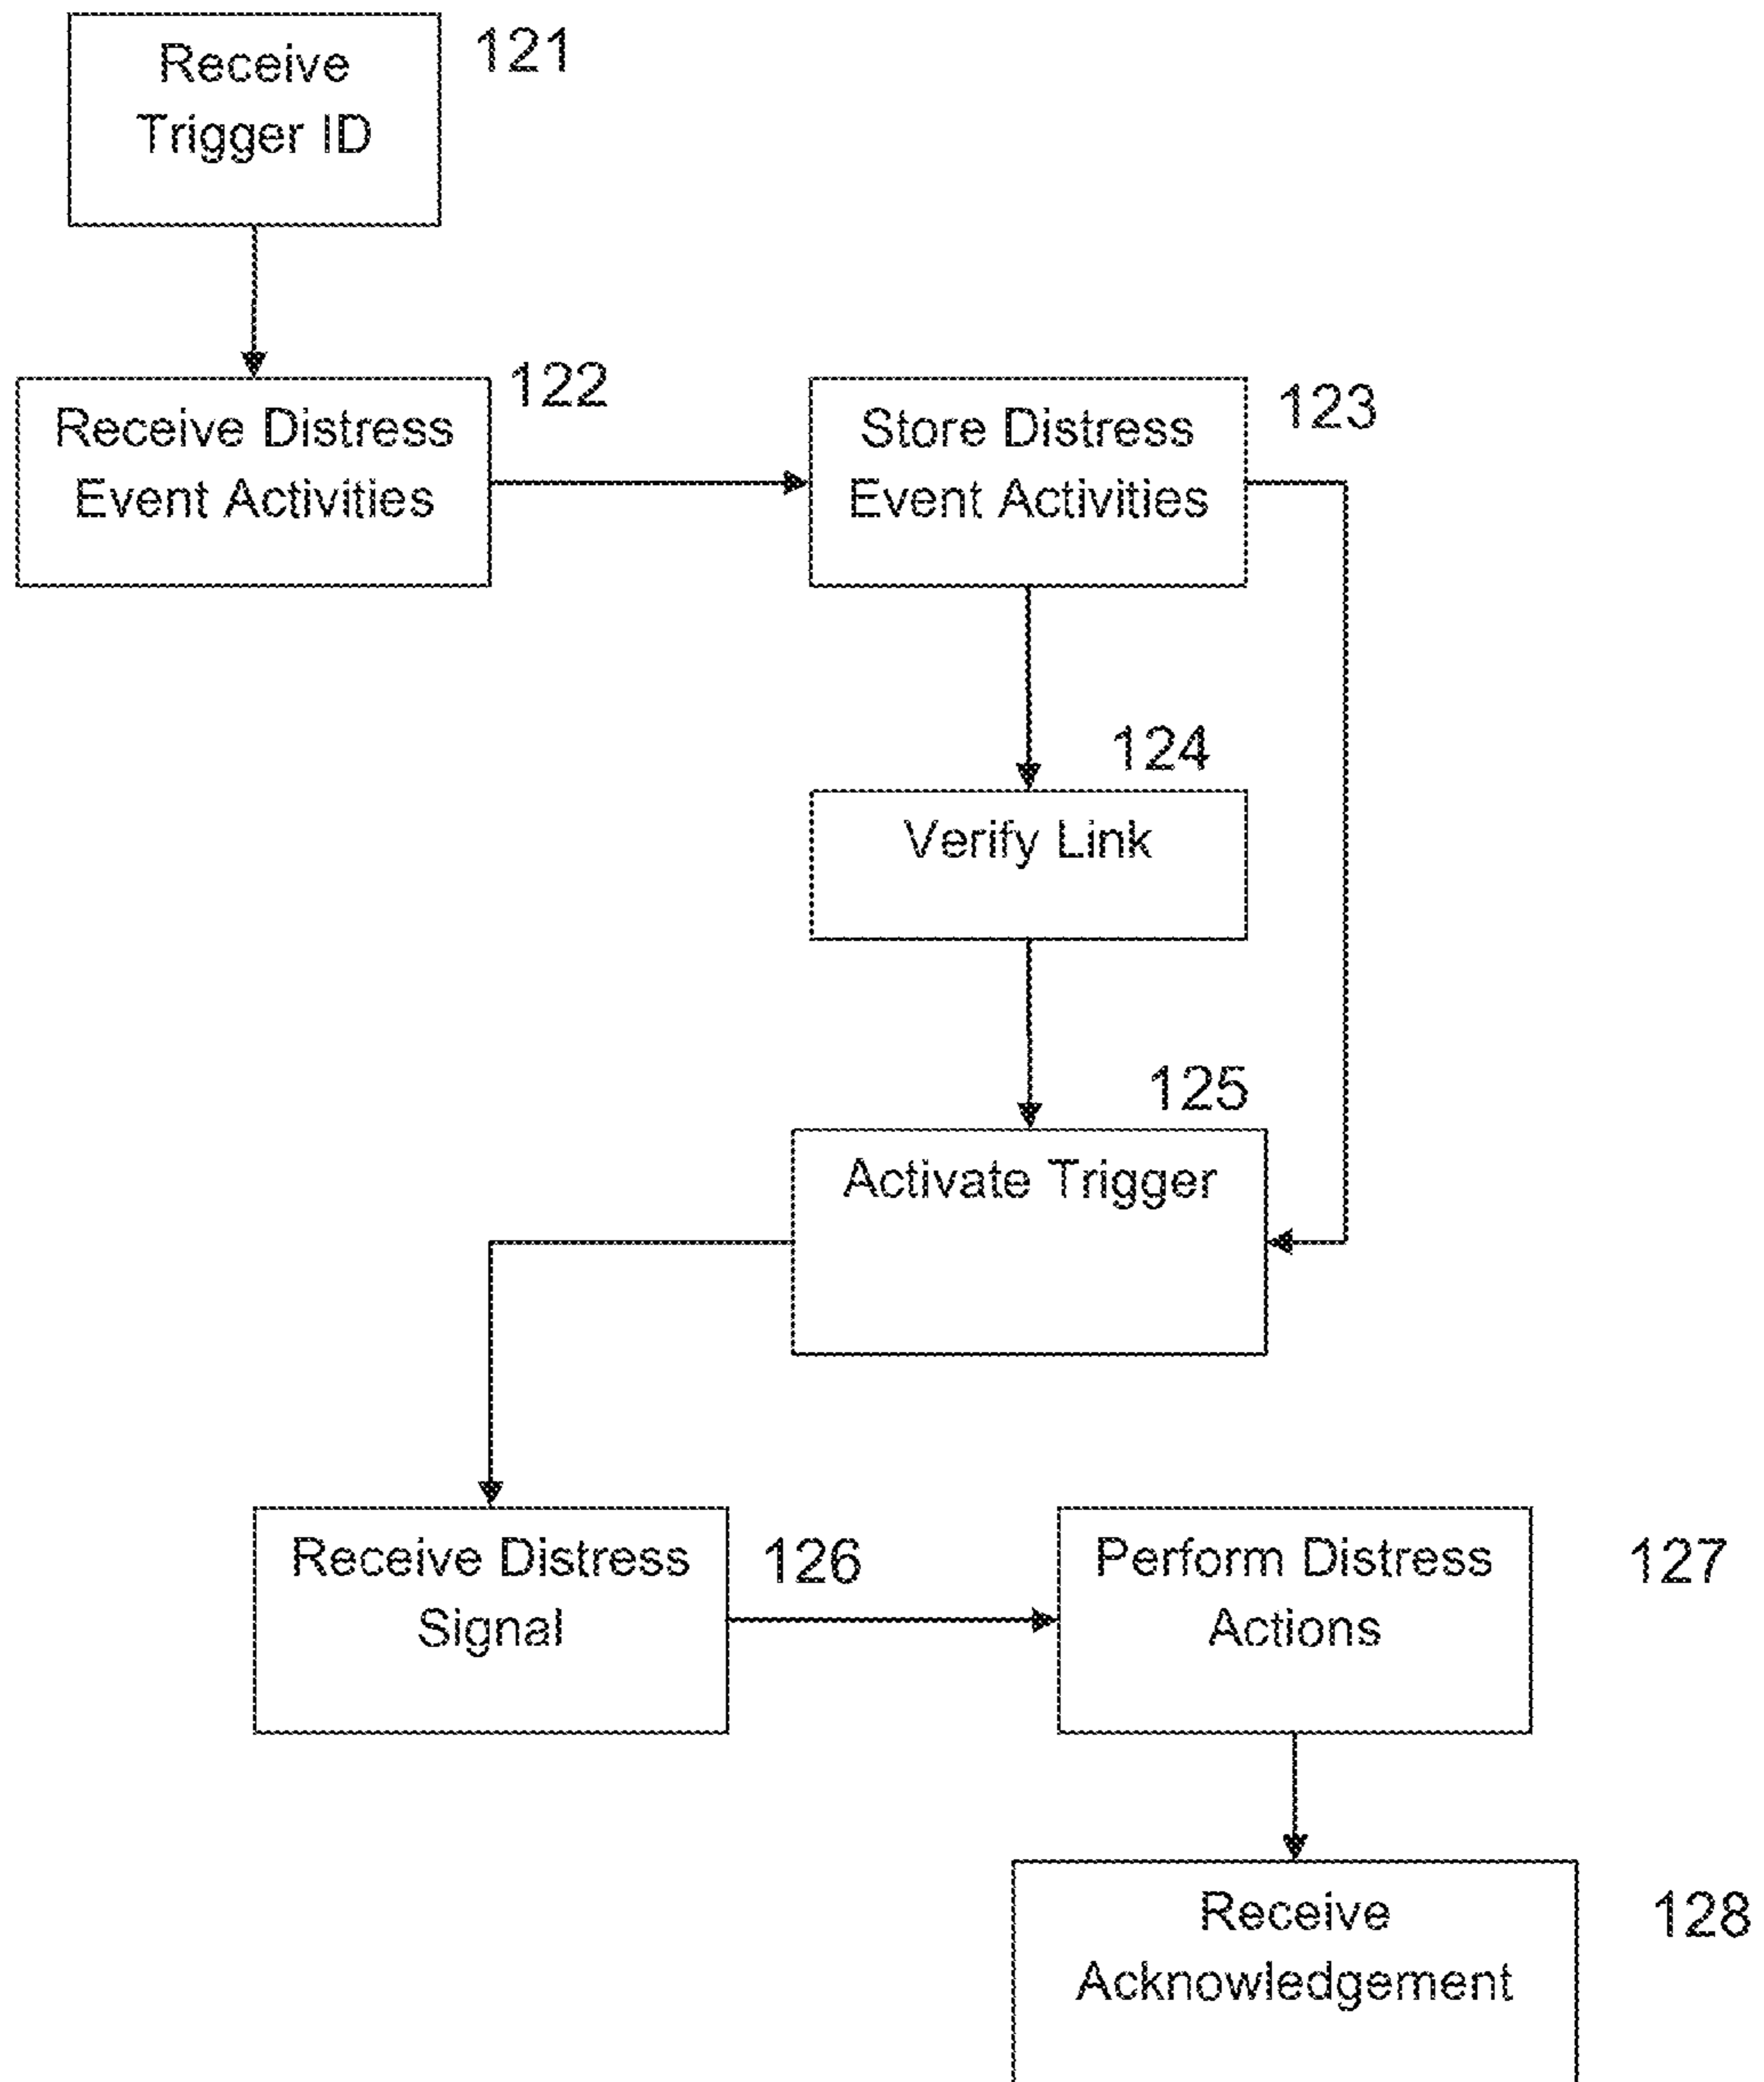 Receive
Trigger ID
121
Receive Distress
Event Activities
122
Store Distress
Event Activities
123
124
Verify Link
125
Activate Trigger
Receive Distress
Signal
126
Perform Distress
Actions
127
Receive
Acknowledgement
128